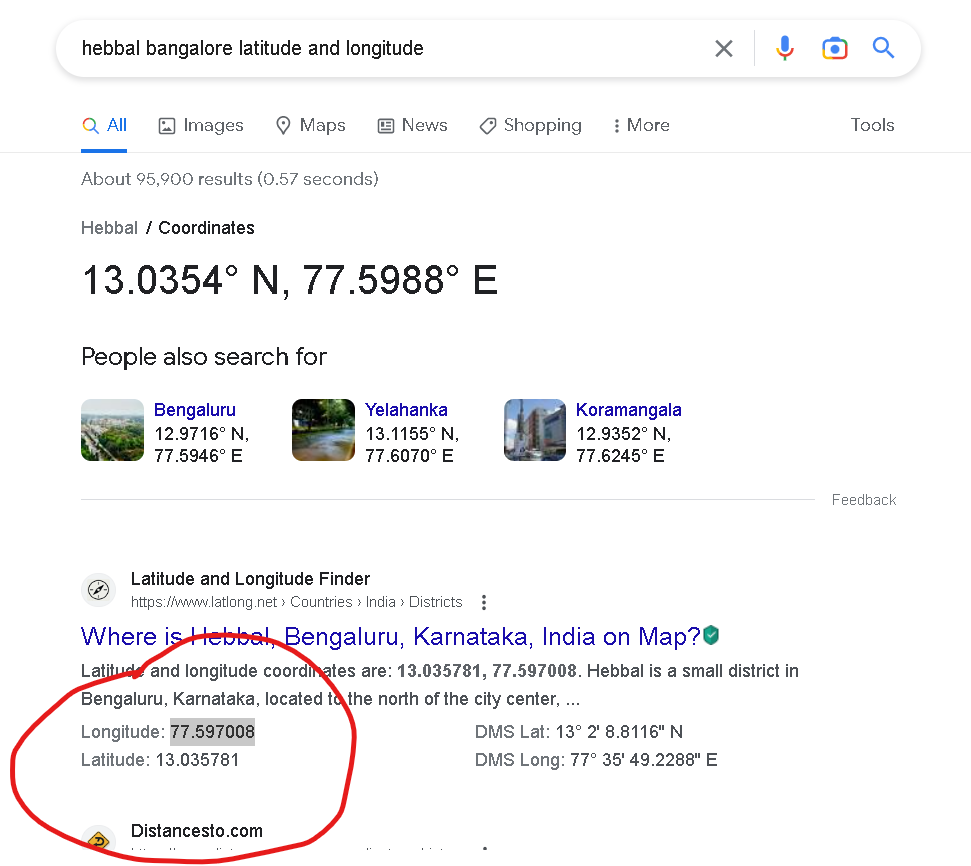 hebbal bangalore latitude and longitude
All Images Maps News Shopping More Tools
About 95,900 results (0.57 seconds)
Hebbal / Coordinates
13.0354° N, 77.5988° E
People also search for
Bengaluru
12.9716° N,
77.5946° E
Yelahanka
13.1155° N,
77.6070° E
Koramangala
12.9352° N,
77.6245° E
Feedback
Latitude and Longitude Finder
https://www.latlong.net › Countries › India › Districts
Where is Hebbal, Bengaluru, Karnataka, India on Map?
Latitude and longitude coordinates are: 13.035781, 77.597008. Hebbal is a small district in
Bengaluru, Karnataka, located to the north of the city center, ...
Longitude: 77.597008 DMS Lat: 13° 2' 8.8116" N
Latitude: 13.035781 DMS Long: 77° 35' 49.2288" E
Distancesto.com